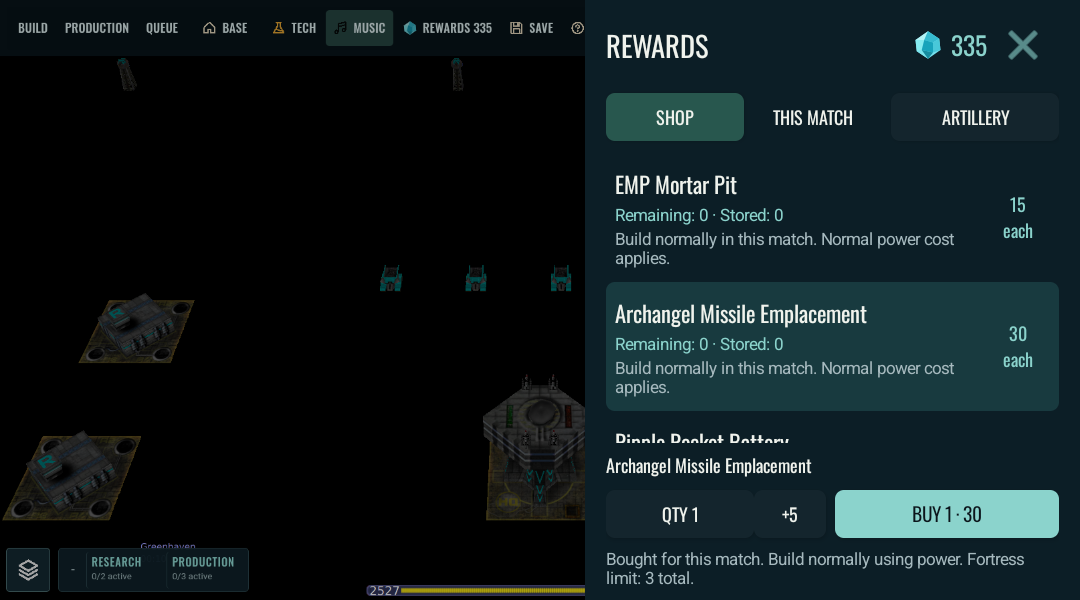 BUILD PRODUCTION QUEUE BASE TECH MUSIC REWARDS 335 SAVE
REWARDS 335
SHOP THIS MATCH ARTILLERY
EMP Mortar Pit
Remaining: 0 · Stored: 0
Build normally in this match. Normal power cost
applies.
15
each
Archangel Missile Emplacement
Remaining: 0 · Stored: 0
Build normally in this match. Normal power cost
applies.
30
each
Ripple Rocket Battery
Archangel Missile Emplacement
QTY 1 +5 BUY 1 · 30
Bought for this match. Build normally using power. Fortress
limit: 3 total.
Greenhaven
- RESEARCH PRODUCTION
0/2 active 0/3 active
2527